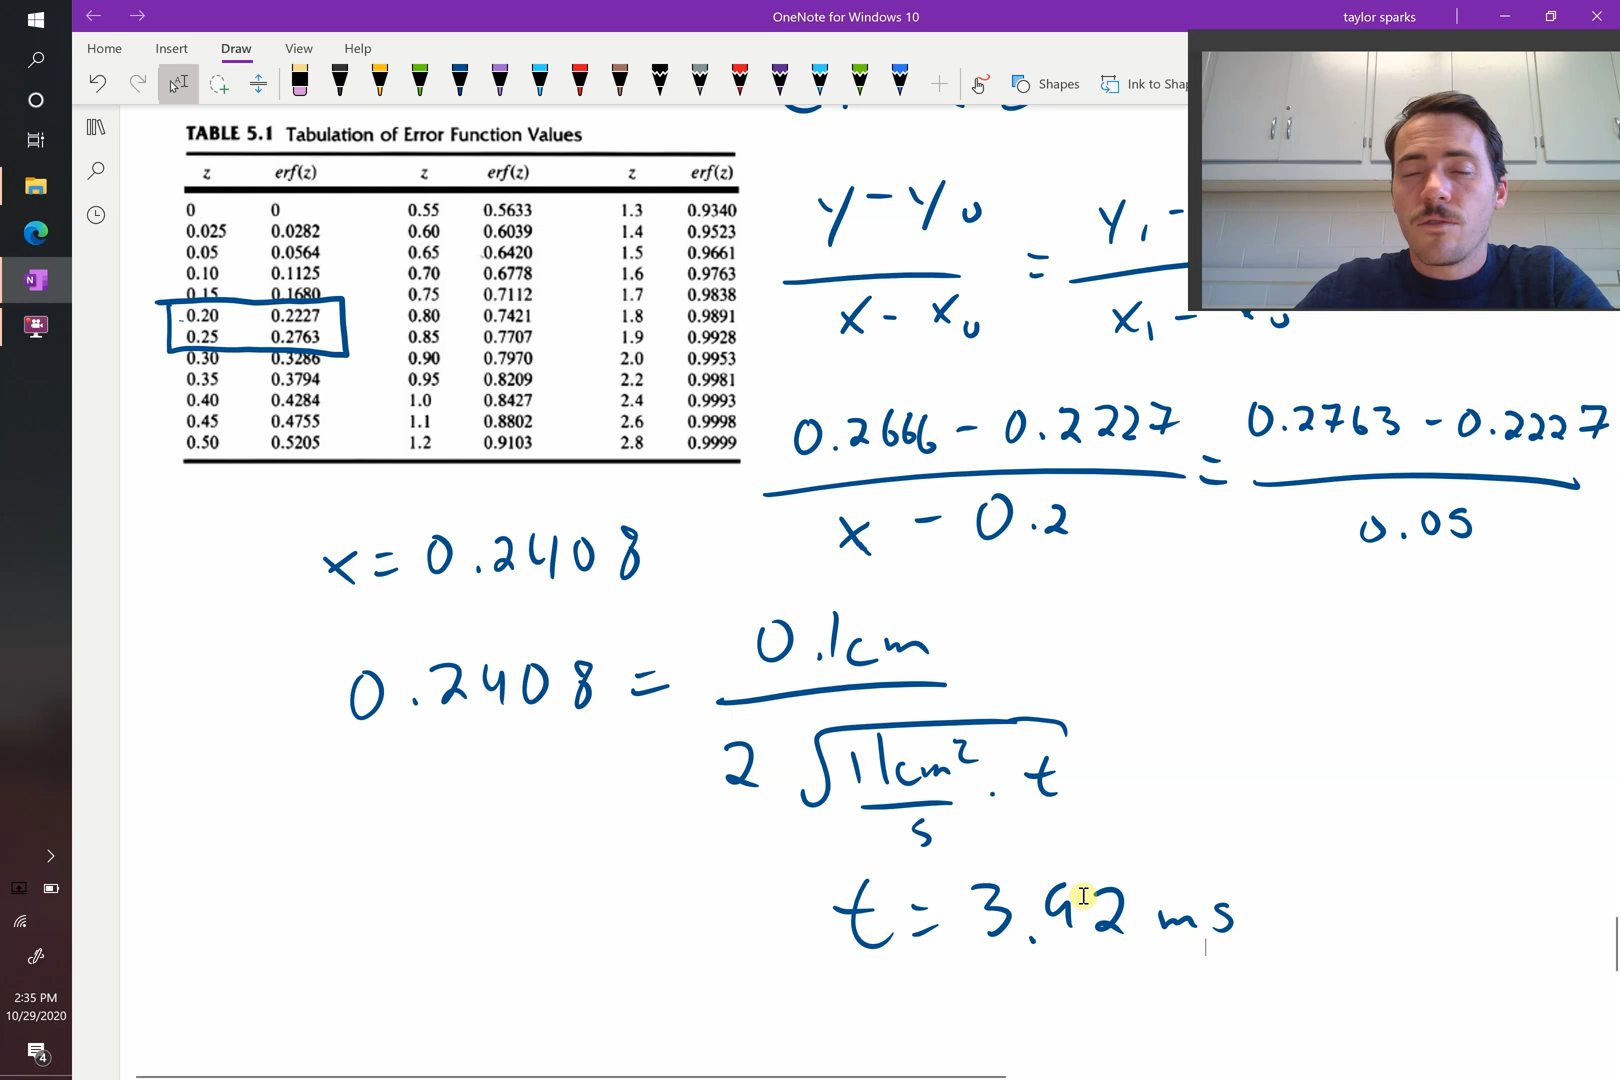 OneNote for Windows 10
taylor sparks
Home Insert Draw View Help
Shapes
Ink to Shap
TABLE 5.1 Tabulation of Error Function Values
z erf(z) z erf(z) z erf(z)
0 0 0.55 0.5633 1.3 0.9340
0.025 0.0282 0.60 0.6039 1.4 0.9523
0.05 0.0564 0.65 0.6420 1.5 0.9661
0.10 0.1125 0.70 0.6778 1.6 0.9763
0.15 0.1680 0.75 0.7112 1.7 0.9838
0.20 0.2227 0.80 0.7421 1.8 0.9891
0.25 0.2763 0.85 0.7707 1.9 0.9928
0.30 0.3286 0.90 0.7970 2.0 0.9953
0.35 0.3794 0.95 0.8209 2.2 0.9981
0.40 0.4284 1.0 0.8427 2.4 0.9993
0.45 0.4755 1.1 0.8802 2.6 0.9998
0.50 0.5205 1.2 0.9103 2.8 0.9999
y - y₀ = y₁ -
x - x₀ x₁ - x₀
0.2666 - 0.2227 = 0.2763 - 0.2227
x - 0.2 0.05
x = 0.2408
0.2408 = 0.1cm
2 √11cm² . t
s
t = 3.92 ms
2:35 PM
10/29/2020
4